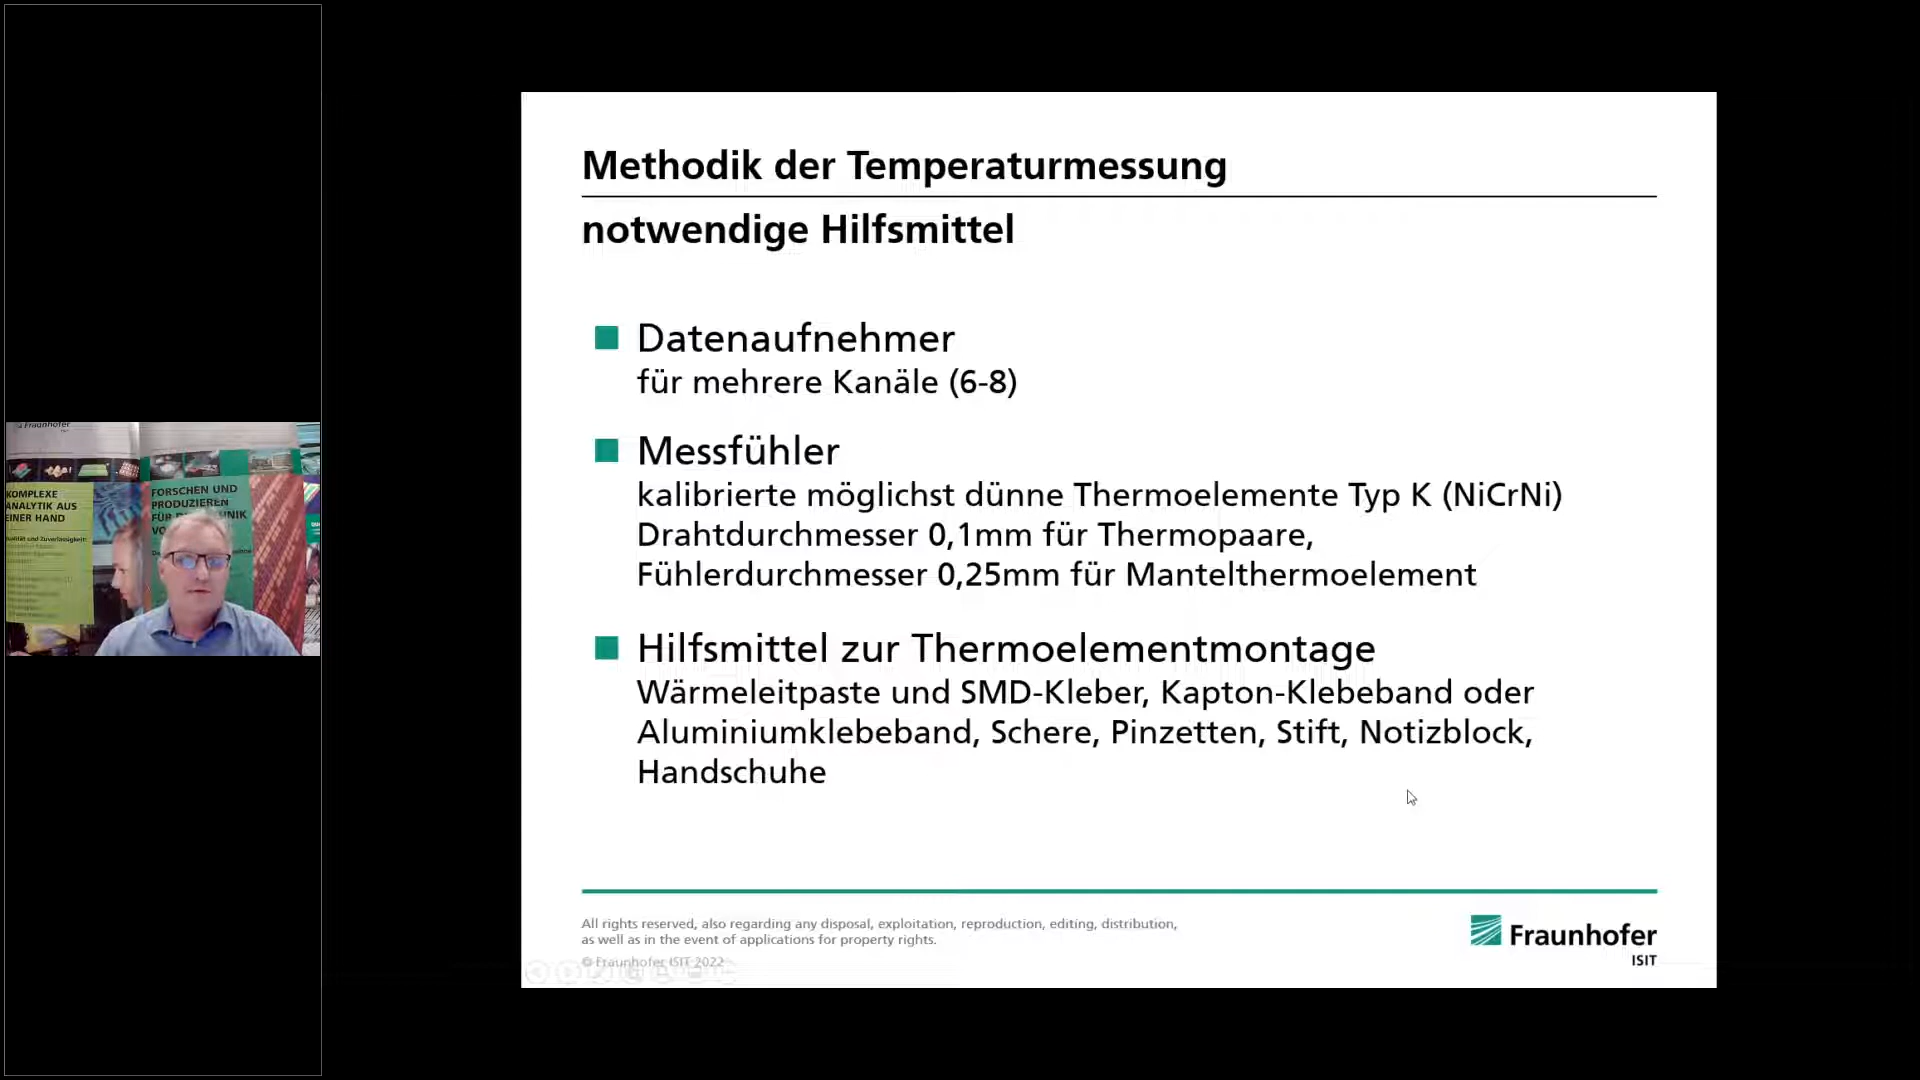 Fraunhofer
KOMPLEXE
ANALYTIK AUS
EINER HAND
FORSCHEN UND
PRODUZIEREN
Methodik der Temperaturmessung
notwendige Hilfsmittel
Datenaufnehmer
für mehrere Kanäle (6-8)
Messfühler
kalibrierte möglichst dünne Thermoelemente Typ K (NiCrNi)
Drahtdurchmesser 0,1mm für Thermopaare,
Fühlerdurchmesser 0,25mm für Mantelthermoelement
Hilfsmittel zur Thermoelementmontage
Wärmeleitpaste und SMD-Kleber, Kapton-Klebeband oder
Aluminiumklebeband, Schere, Pinzetten, Stift, Notizblock,
Handschuhe
All rights reserved, also regarding any disposal, exploitation, reproduction, editing, distribution,
as well as in the event of applications for property rights.
© Fraunhofer ISIT 2022
Fraunhofer
ISIT